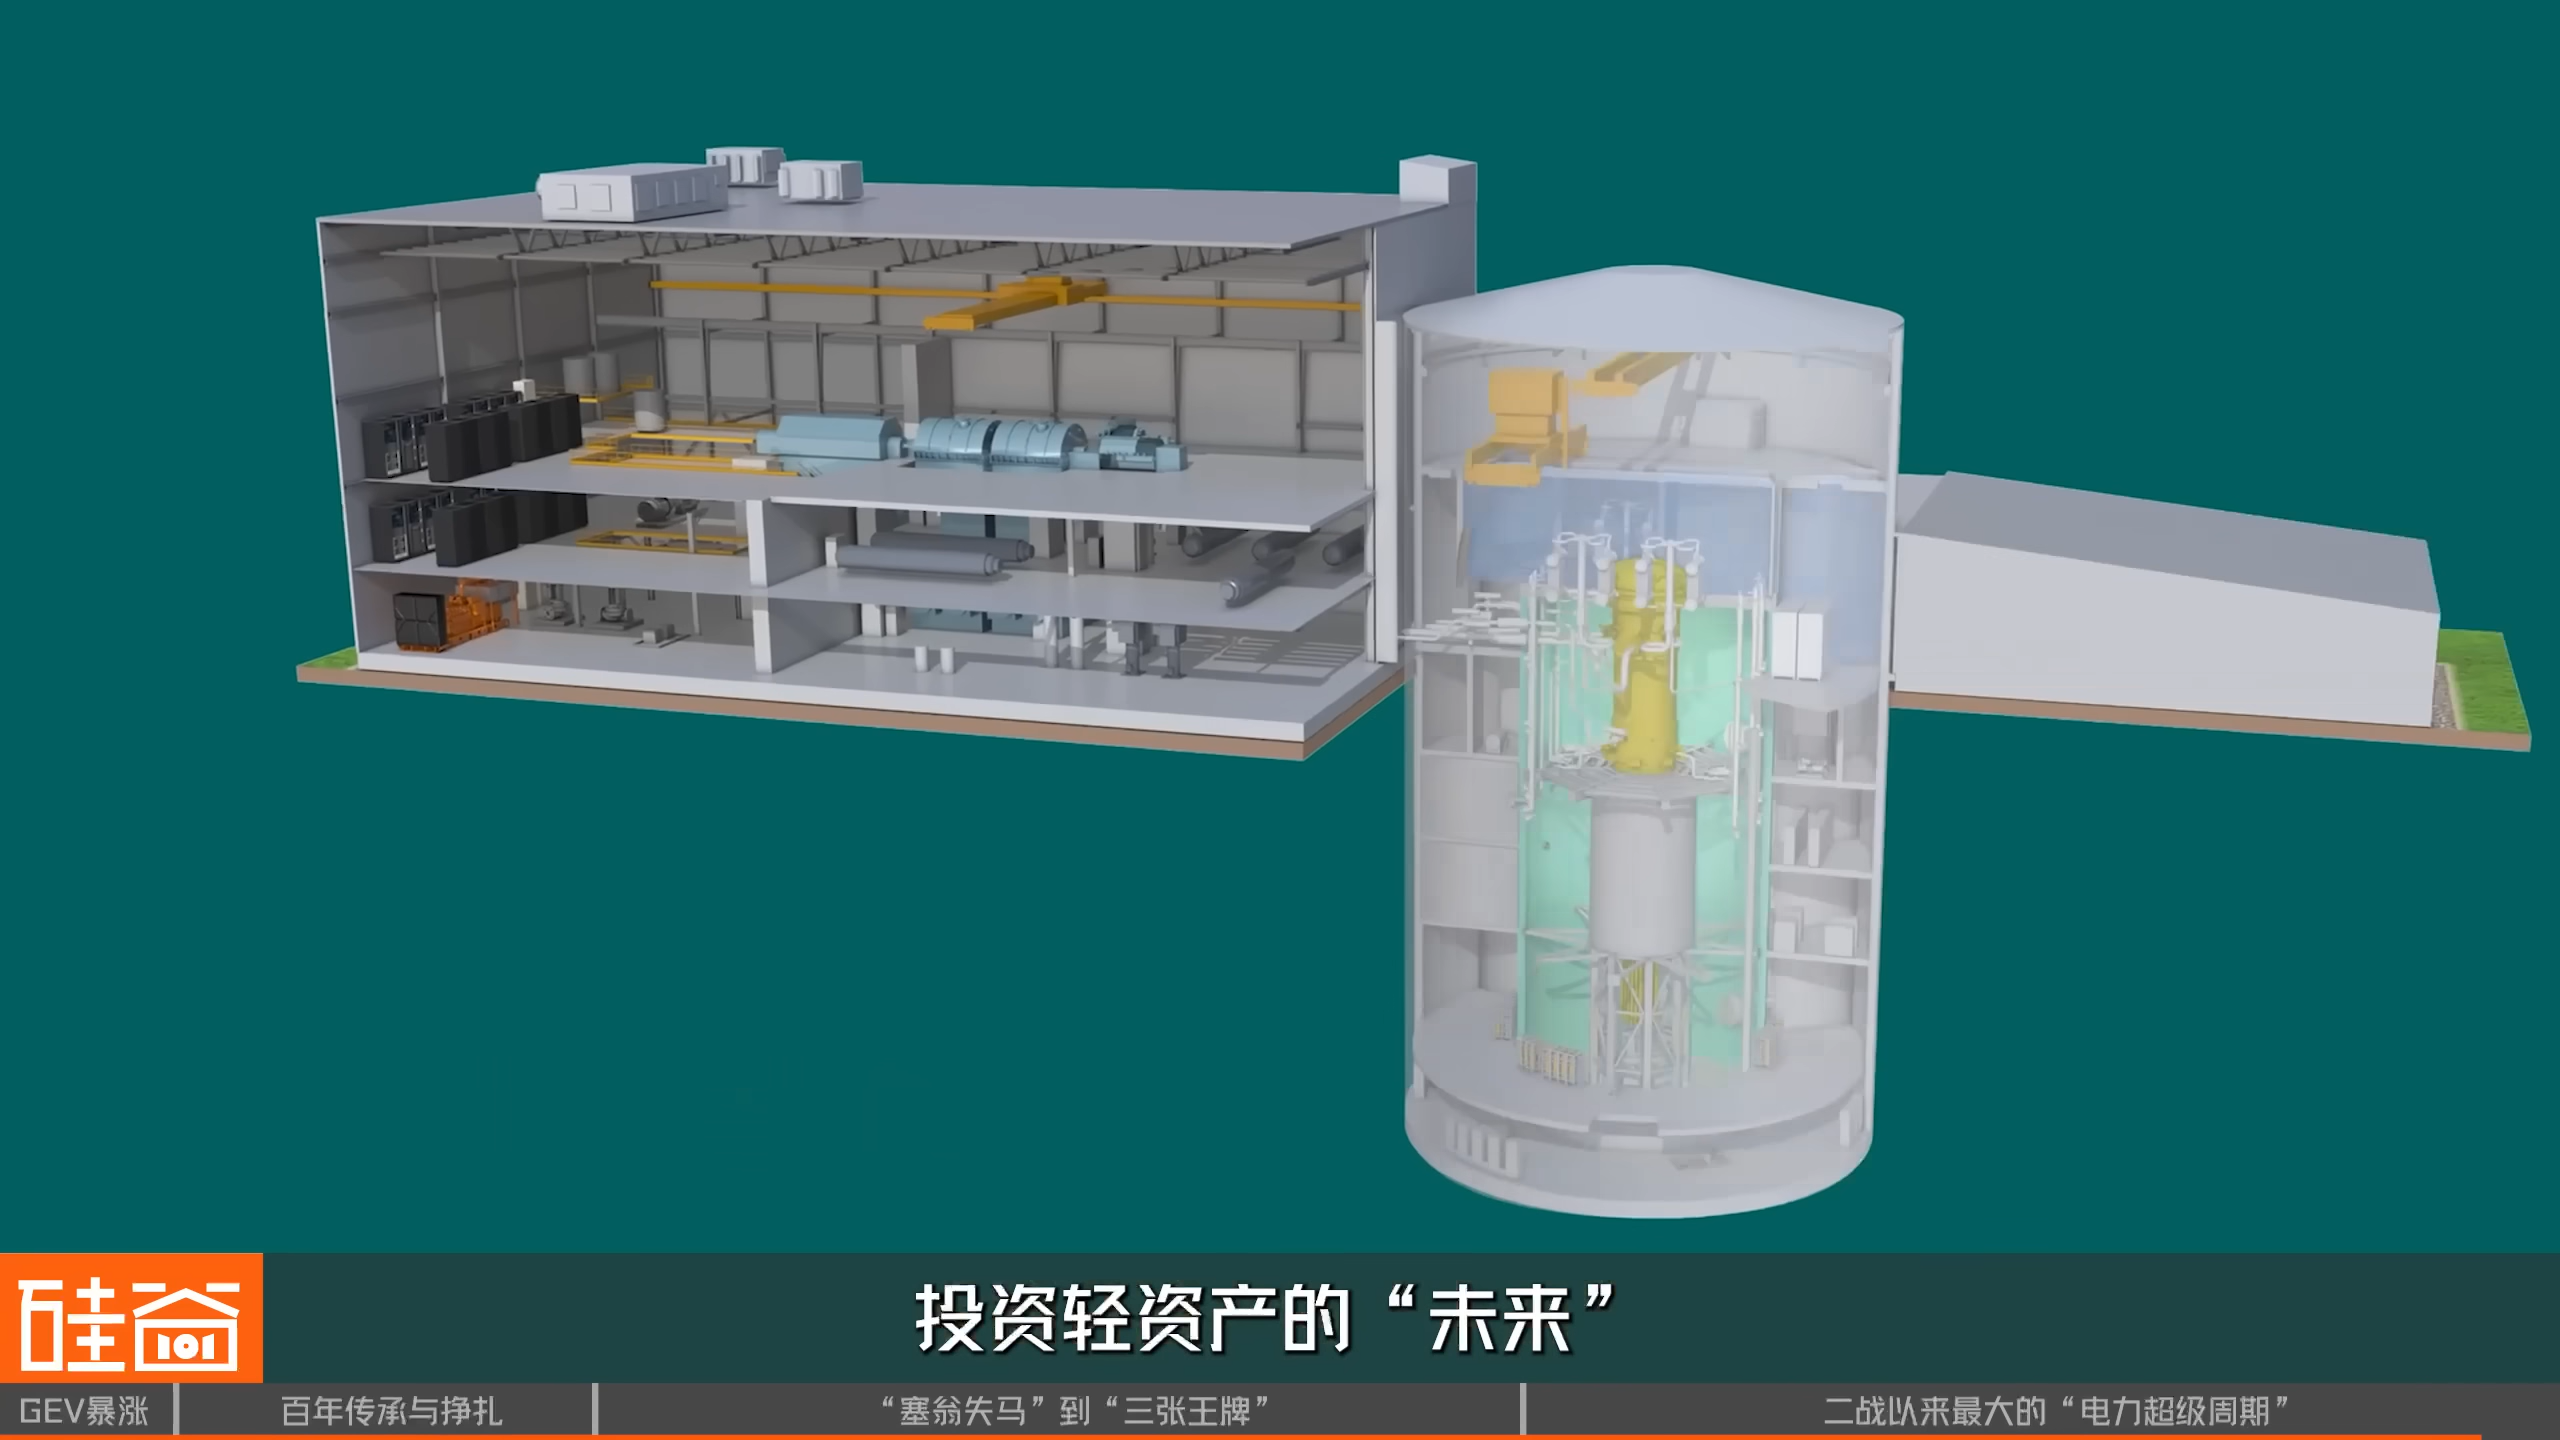 投资轻资产的“未来”
硅谷
101
GEV暴涨
百年传承与挣扎
“塞翁失马”到“三张王牌”
二战以来最大的“电力超级周期”